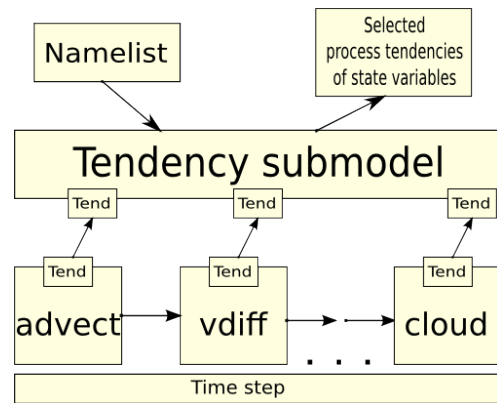 Namelist
Selected
process tendencies
of state variables
Tendency submodel
Tend
Tend
Tend
Tend
Tend
Tend
advect
vdiff
cloud
. . .
Time step